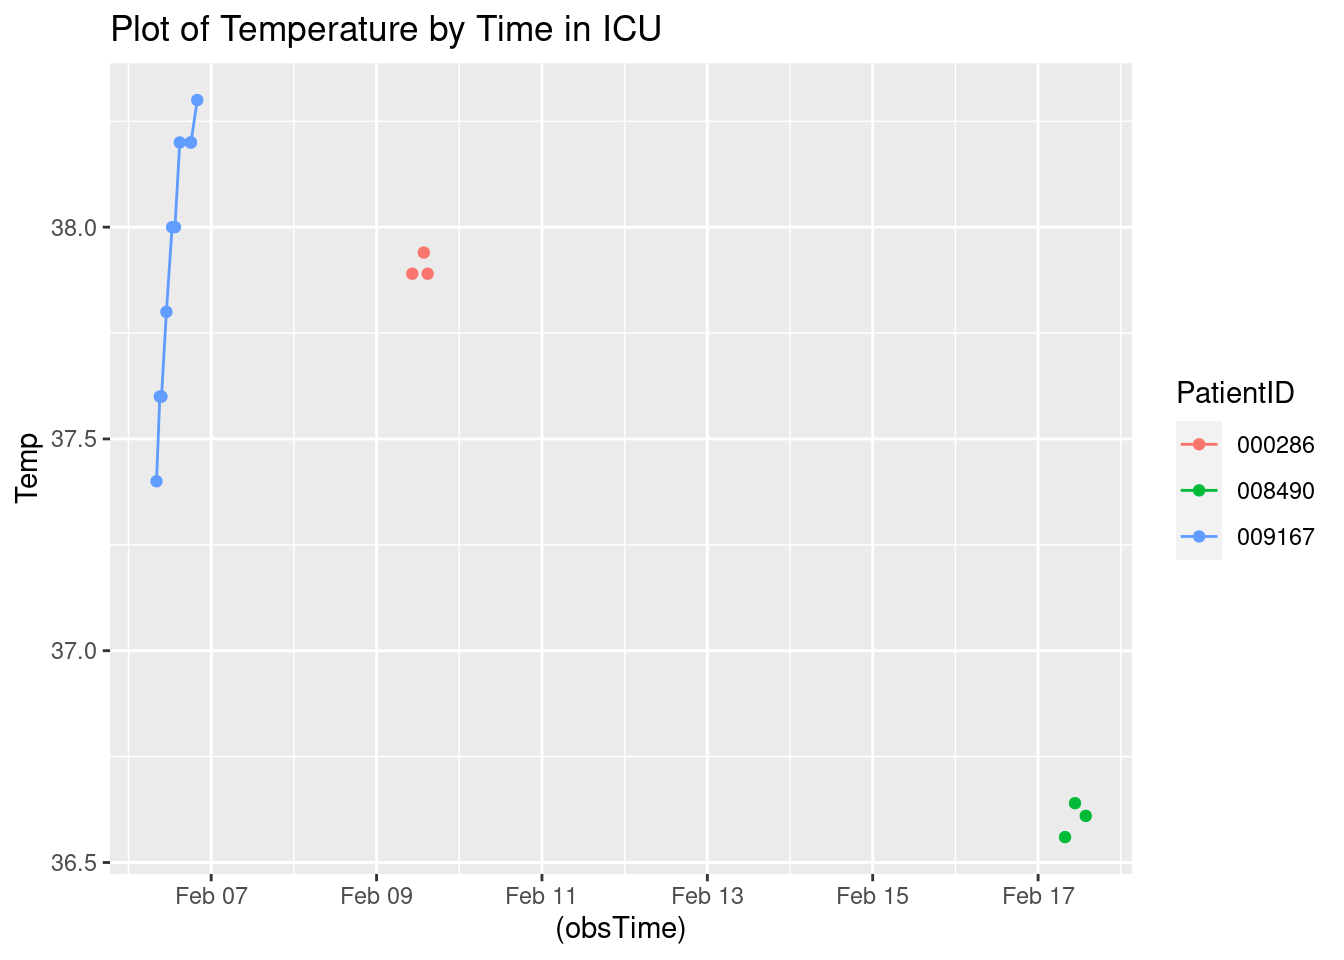 Plot of Temperature by Time in ICU
Temp
38.0
37.5
37.0
36.5
Feb 07
Feb 09
Feb 11
Feb 13
Feb 15
Feb 17
(obsTime)
PatientID
000286
008490
009167